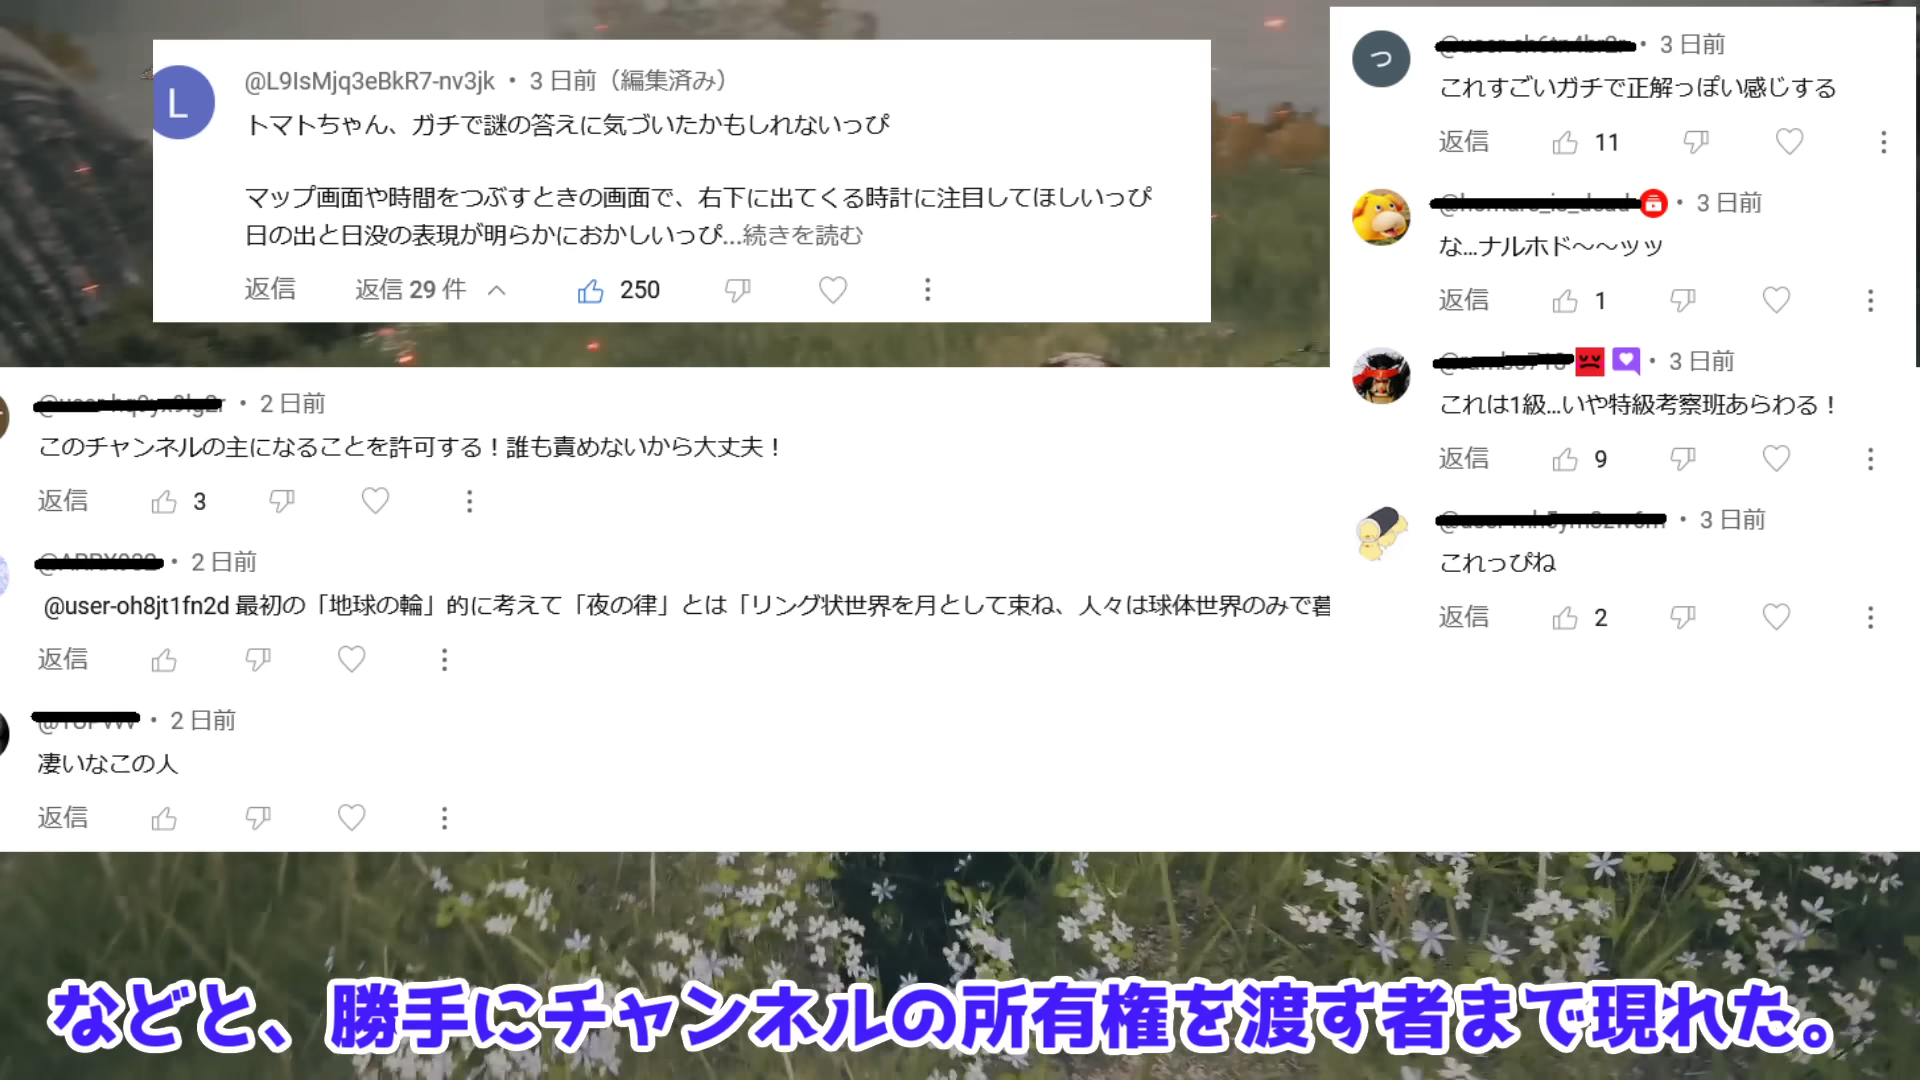 L
@L9IsMjq3eBkR7-nv3jk・3 日前（編集済み）
トマトちゃん、ガチで謎の答えに気づいたかもしれないっぴ
マップ画面や時間をつぶすときの画面で、右下に出てくる時計に注目してほしいっぴ
日の出と日没の表現が明らかにおかしいっぴ...続きを読む
返信 返信 29 件 250
・2 日前
このチャンネルの主になることを許可する！誰も責めないから大丈夫！
返信 3
・2 日前
@user-oh8jt1fn2d 最初の「地球の輪」的に考えて「夜の律」とは「リング状世界を月として束ね、人々は球体世界のみで暮
返信
・2 日前
凄いなこの人
返信
つ
・3 日前
これすごいガチで正解っぽい感じする
返信 11
・3 日前
な...ナルホド～～ッッ
返信 1
・3 日前
これは1級...いや特級考察班あらわる！
返信 9
・3 日前
これっぴね
返信 2
などと、勝手にチャンネルの所有権を渡す者まで現れた。